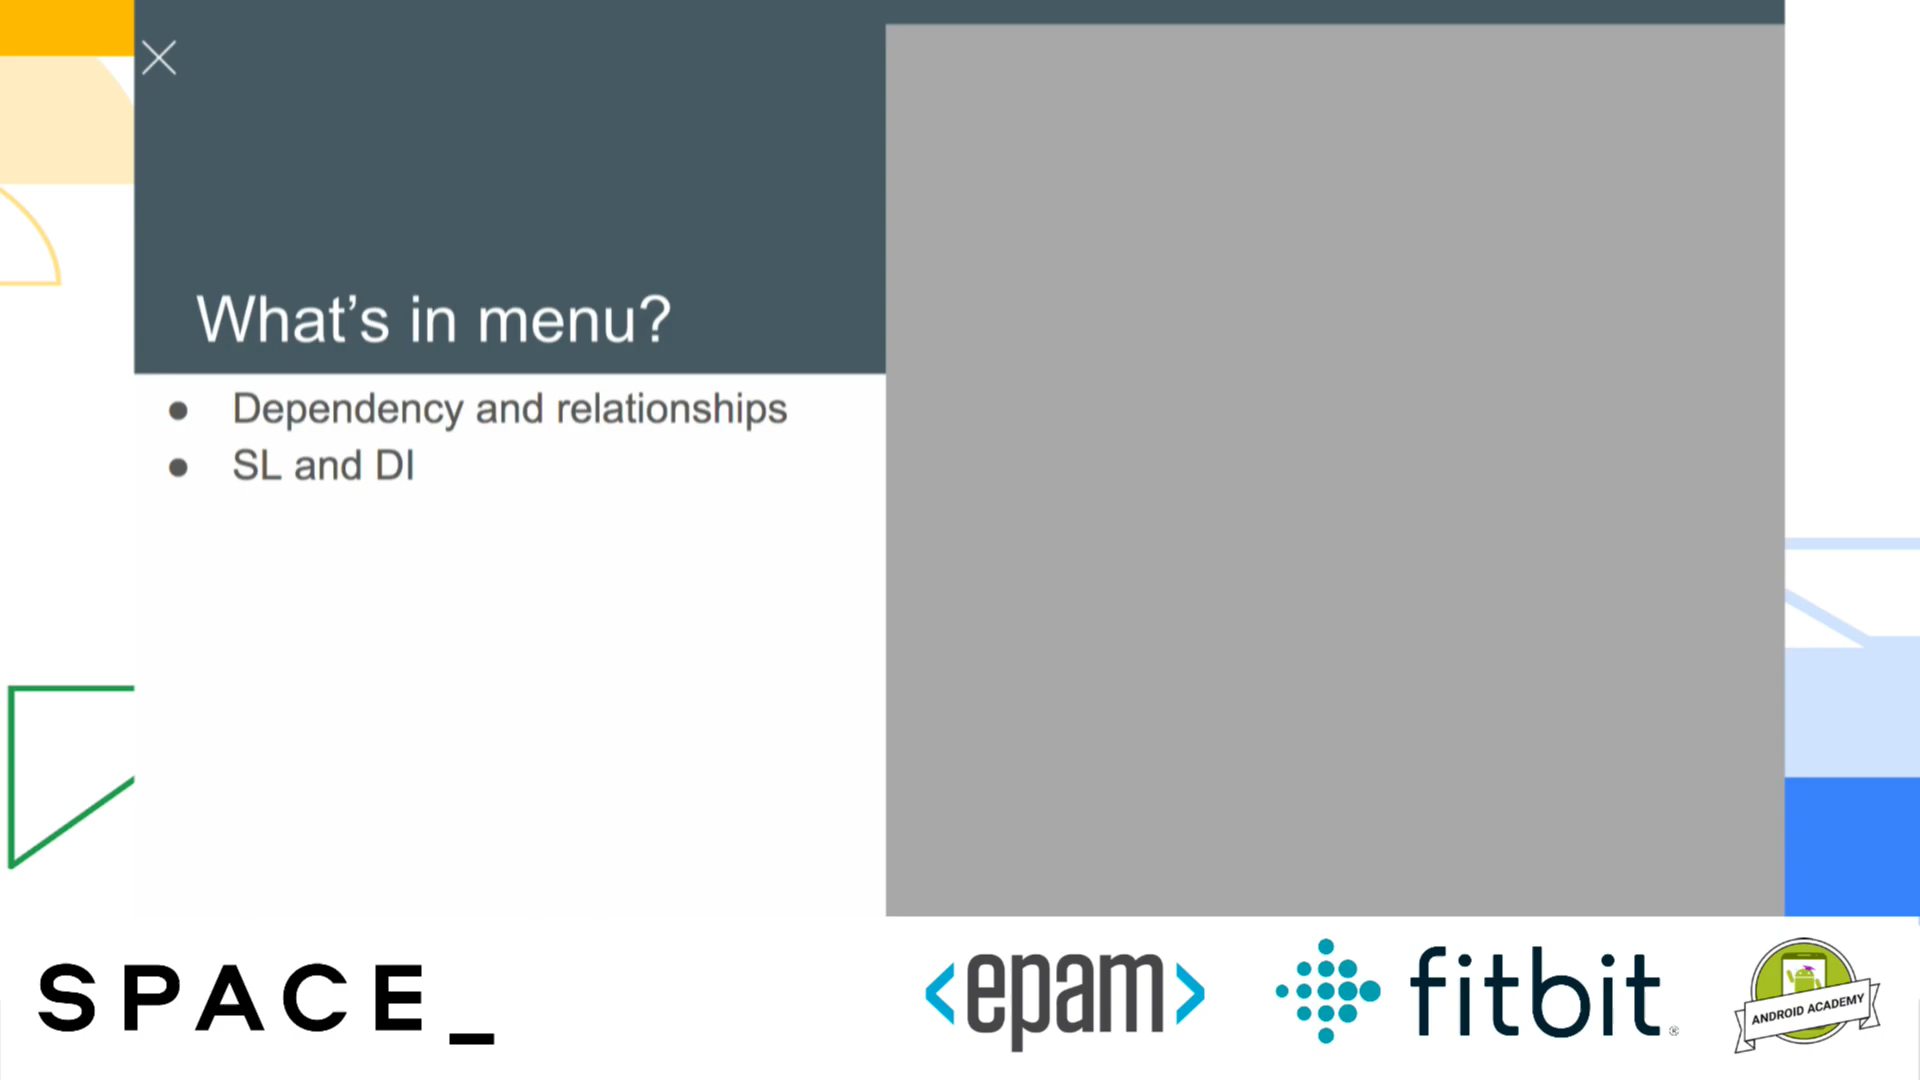 What's in menu?
● Dependency and relationships
● SL and DI
SPACE_
<epam>
fitbit®
ANDROID ACADEMY